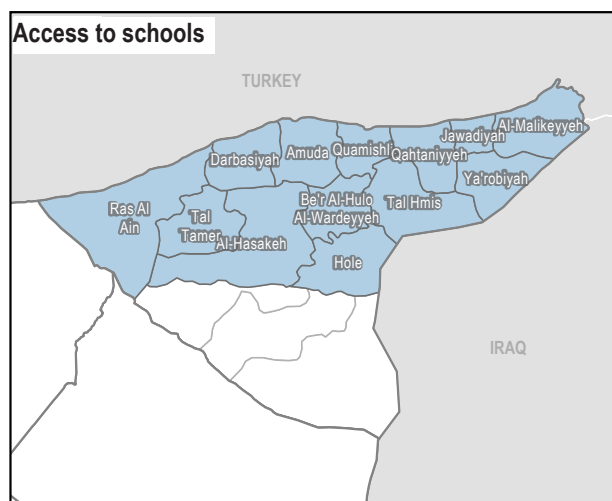 Access to schools
TURKEY
Al-Malikeyyeh
Jawadiyah
Quamishli
Amuda
Qahtaniyyeh
Darbasiyah
Ya'robiyah
Be'r Al-Hulo
Al-Wardeyyeh
Tal Hmis
Ras Al
Ain
Tal
Tamer
Al-Hasakeh
Hole
IRAQ